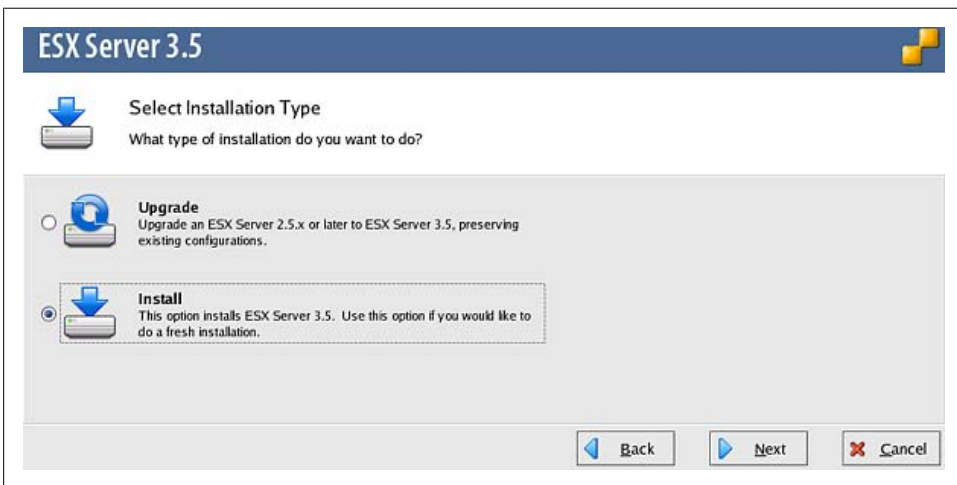 ESX Server 3.5
Select Installation Type
What type of installation do you want to do?
Upgrade
Upgrade an ESX Server 2.5.x or later to ESX Server 3.5, preserving
existing configurations.
Install
This option installs ESX Server 3.5. Use this option if you would like to
do a fresh installation.
Back
Next
Cancel